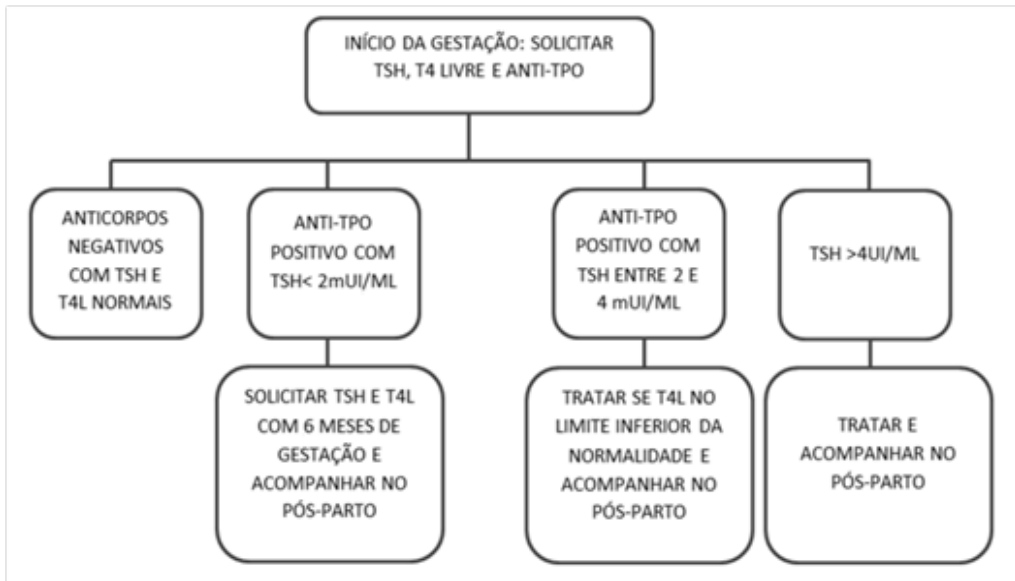 INÍCIO DA GESTAÇÃO: SOLICITAR
TSH, T4 LIVRE E ANTI-TPO
ANTICORPOS
NEGATIVOS
COM TSH E
T4L NORMAIS
ANTI-TPO
POSITIVO COM
TSH< 2mUI/ML
ANTI-TPO
POSITIVO COM
TSH ENTRE 2 E
4 mUI/ML
TSH >4UI/ML
SOLICITAR TSH E T4L
COM 6 MESES DE
GESTAÇÃO E
ACOMPANHAR NO
PÓS-PARTO
TRATAR SE T4L NO
LIMITE INFERIOR DA
NORMALIDADE E
ACOMPANHAR NO
PÓS-PARTO
TRATAR E
ACOMPANHAR NO
PÓS-PARTO